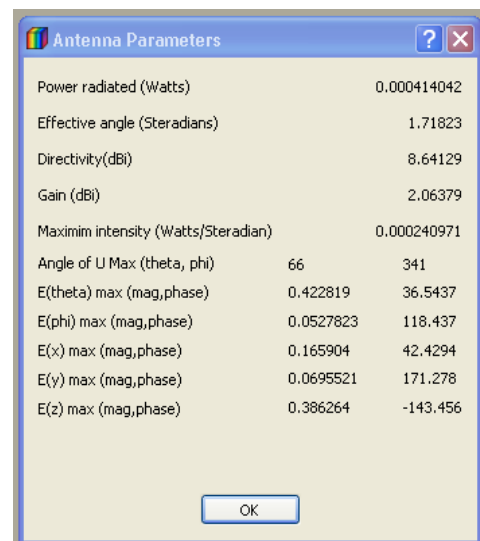 Antenna Parameters
Power radiated (Watts) 0.000414042
Effective angle (Steradians) 1.71823
Directivity(dBi) 8.64129
Gain (dBi) 2.06379
Maximim intensity (Watts/Steradian) 0.000240971
Angle of U Max (theta, phi) 66 341
E(theta) max (mag,phase) 0.422819 36.5437
E(phi) max (mag,phase) 0.0527823 118.437
E(x) max (mag,phase) 0.165904 42.4294
E(y) max (mag,phase) 0.0695521 171.278
E(z) max (mag,phase) 0.386264 -143.456
OK